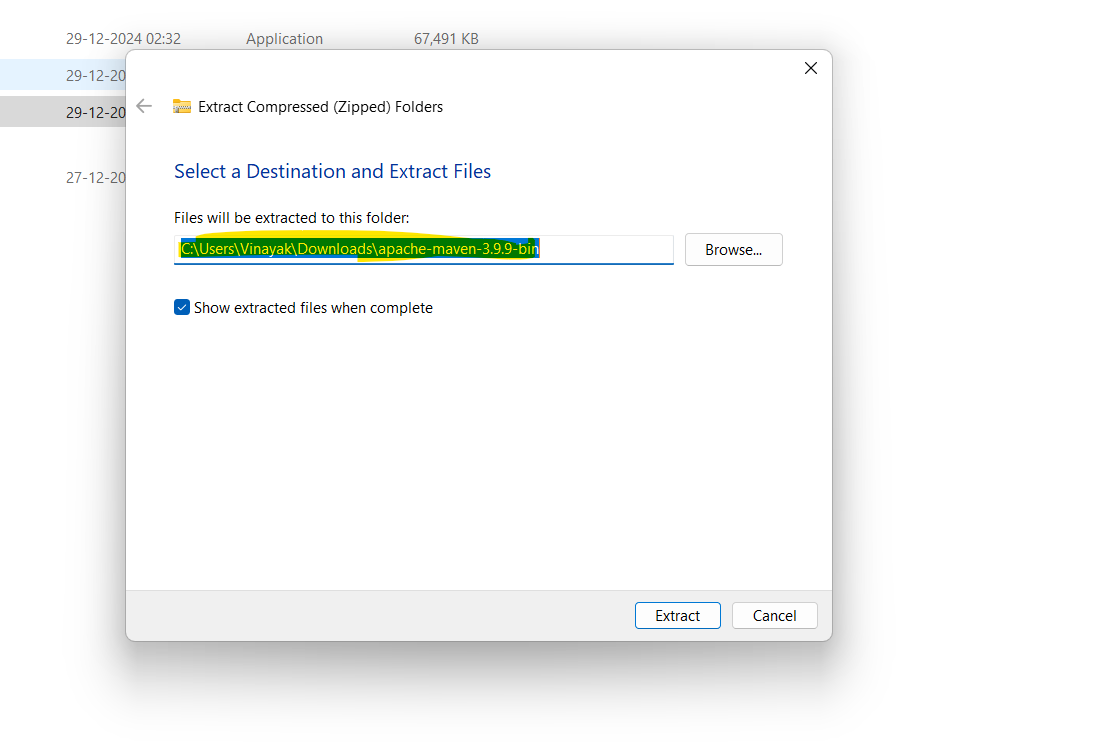 29-12-2024 02:32 Application 67,491 KB
29-12-20
29-12-20
27-12-20
Extract Compressed (Zipped) Folders
Select a Destination and Extract Files
Files will be extracted to this folder:
C:\Users\Vinayak\Downloads\apache-maven-3.9.9-bin
Browse...
Show extracted files when complete
Extract Cancel